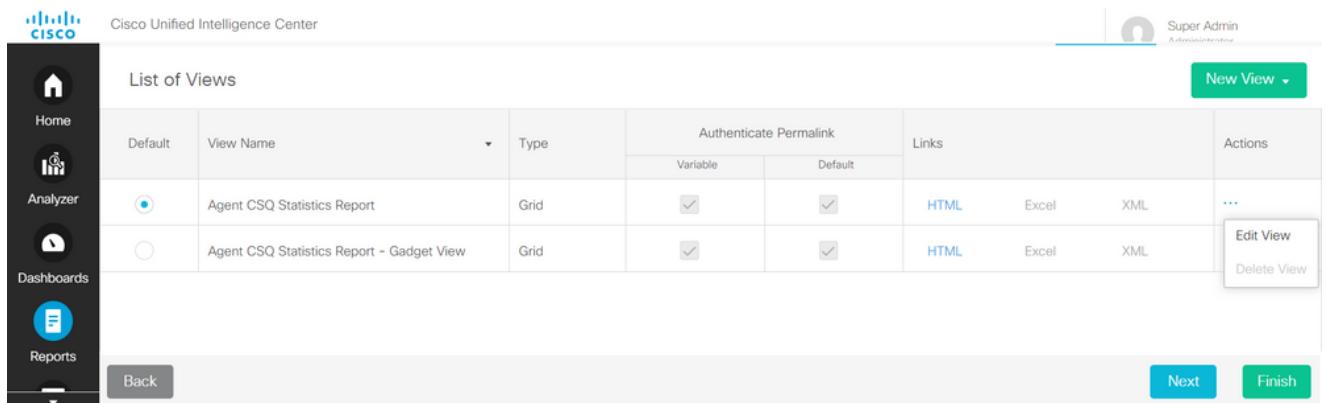 CISCO
Cisco Unified Intelligence Center
Super Admin
Administrator
Home
Analyzer
Dashboards
Reports
List of Views
New View
Default View Name Type Authenticate Permalink Links Actions
Variable Default
Agent CSQ Statistics Report Grid HTML Excel XML ...
Agent CSQ Statistics Report - Gadget View Grid HTML Excel XML
Edit View
Delete View
Back Next Finish